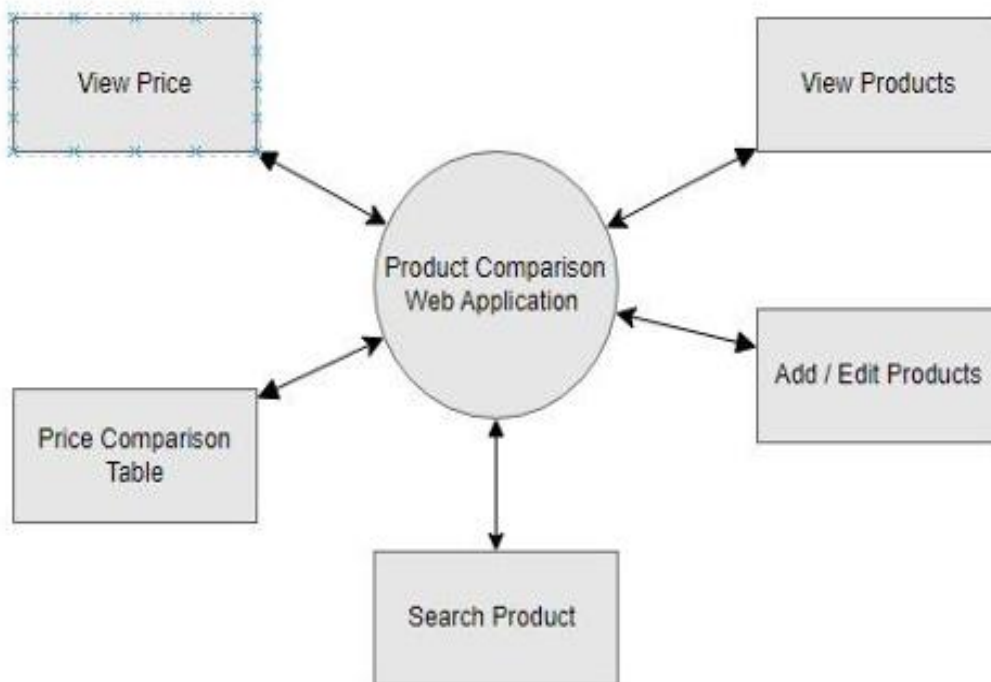 View Price
View Products
Product Comparison
Web Application
Add / Edit Products
Price Comparison
Table
Search Product